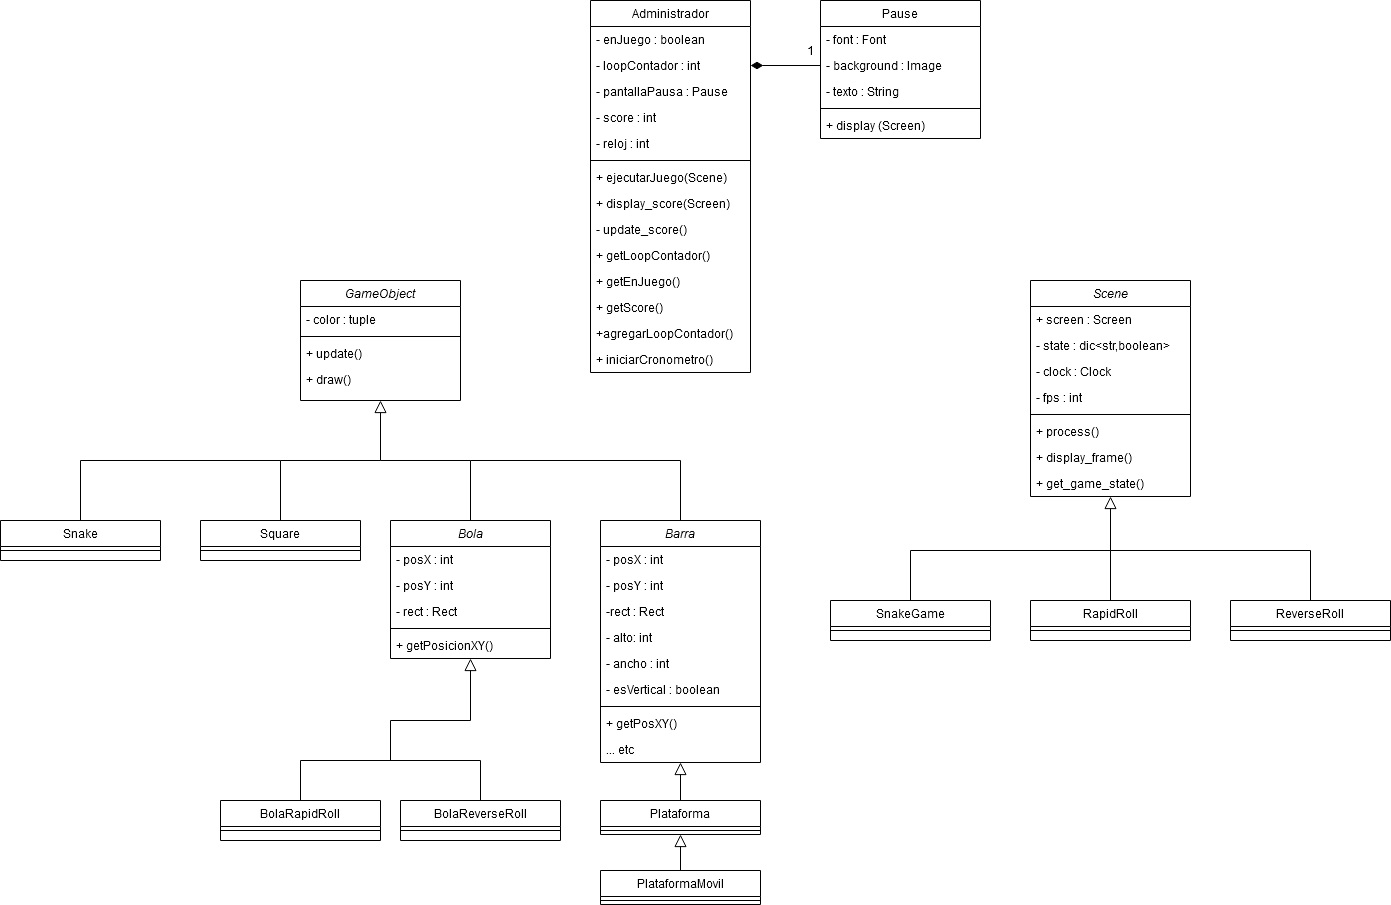 Administrador
- enJuego : boolean
- loopContador : int
- pantallaPausa : Pause
- score : int
- reloj : int
+ ejecutarJuego(Scene)
+ display_score(Screen)
- update_score()
+ getLoopContador()
+ getEnJuego()
+ getScore()
+agregarLoopContador()
+ iniciarCronometro()
1
Pause
- font : Font
- background : Image
- texto : String
+ display (Screen)
GameObject
- color : tuple
+ update()
+ draw()
Scene
+ screen : Screen
- state : dic<str,boolean>
- clock : Clock
- fps : int
+ process()
+ display_frame()
+ get_game_state()
Snake
Square
Bola
- posX : int
- posY : int
- rect : Rect
+ getPosicionXY()
Barra
- posX : int
- posY : int
-rect : Rect
- alto: int
- ancho : int
- esVertical : boolean
+ getPosXY()
... etc
SnakeGame
RapidRoll
ReverseRoll
BolaRapidRoll
BolaReverseRoll
Plataforma
PlataformaMovil